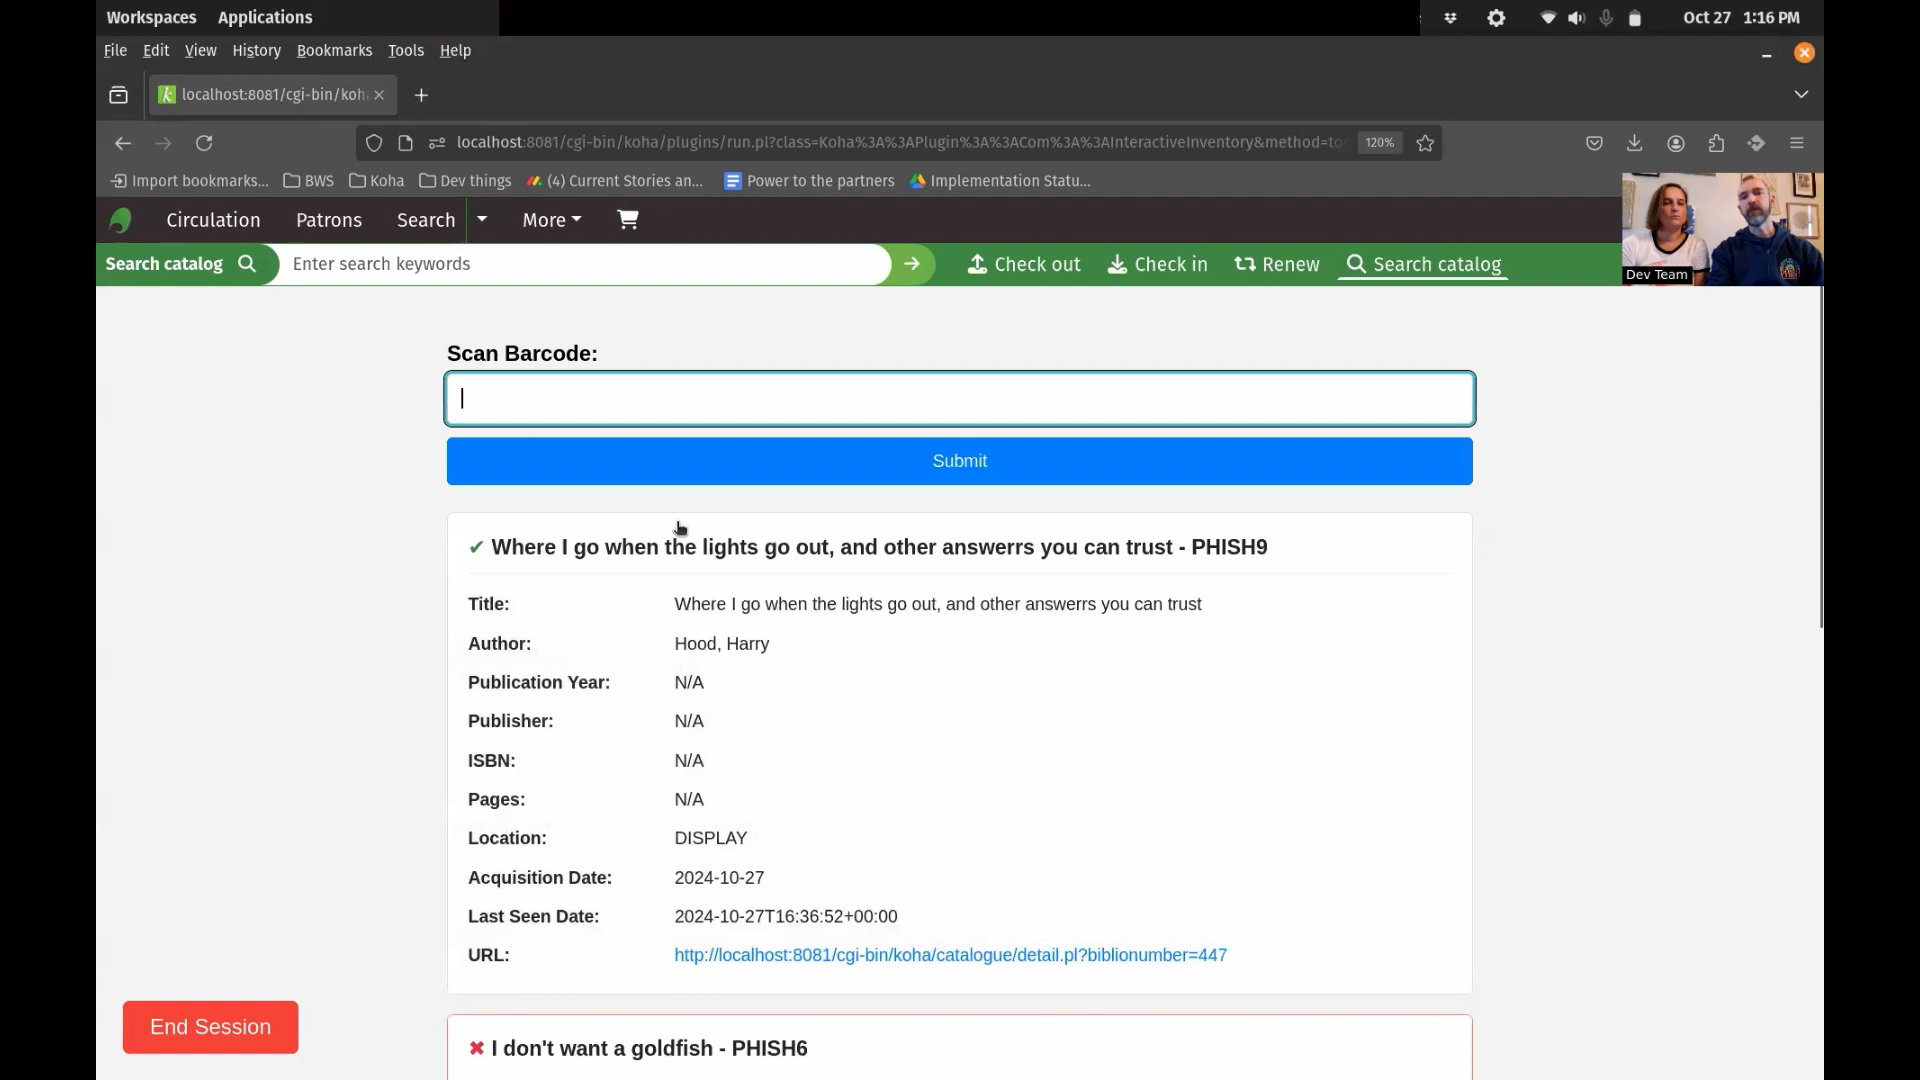 Workspaces Applications
Oct 27 1:16 PM
File Edit View History Bookmarks Tools Help
localhost:8081/cgi-bin/koh
localhost:8081/cgi-bin/koha/plugins/run.pl?class=Koha%3A%3APlugin%3A%3ACom%3A%3AInteractiveInventory&method=to 120%
Import bookmarks... BWS Koha Dev things (4) Current Stories an... Power to the partners Implementation Statu...
Circulation Patrons Search More
Search catalog Enter search keywords Check out Check in Renew Search catalog
Dev Team
Scan Barcode:
Submit
✔ Where I go when the lights go out, and other answerrs you can trust - PHISH9
Title: Where I go when the lights go out, and other answerrs you can trust
Author: Hood, Harry
Publication Year: N/A
Publisher: N/A
ISBN: N/A
Pages: N/A
Location: DISPLAY
Acquisition Date: 2024-10-27
Last Seen Date: 2024-10-27T16:36:52+00:00
URL: http://localhost:8081/cgi-bin/koha/catalogue/detail.pl?biblionumber=447
End Session
✖ I don't want a goldfish - PHISH6